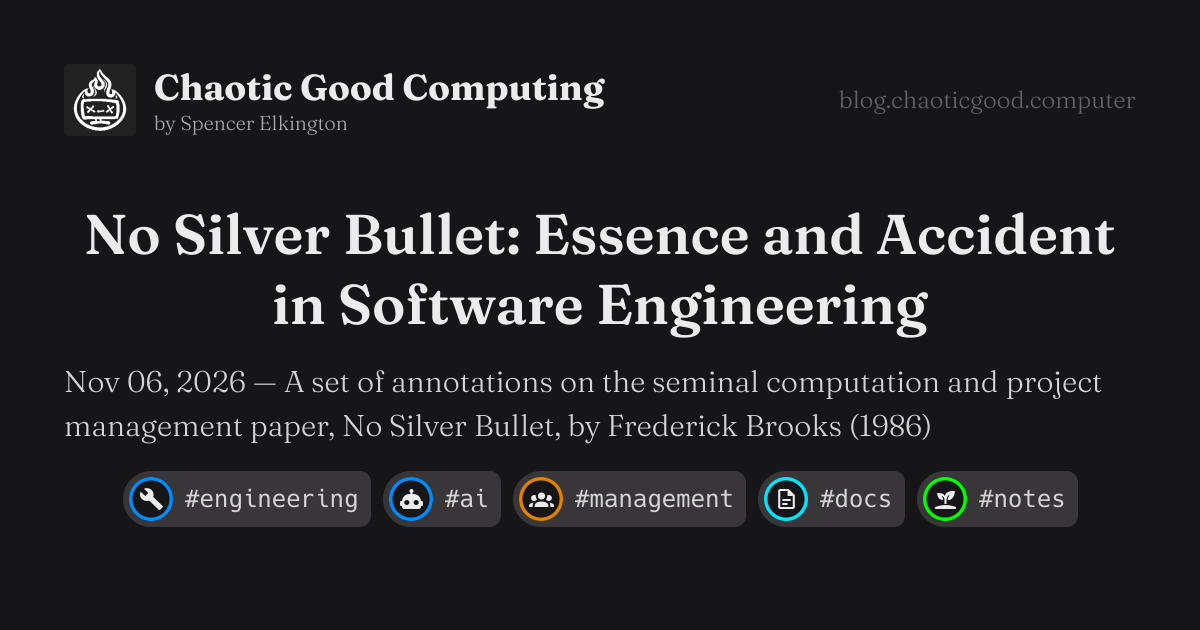 Chaotic Good Computing
by Spencer Elkington
blog.chaoticgood.computer
No Silver Bullet: Essence and Accident
in Software Engineering
Nov 06, 2026 — A set of annotations on the seminal computation and project
management paper, No Silver Bullet, by Frederick Brooks (1986)
#engineering
#ai
#management
#docs
#notes